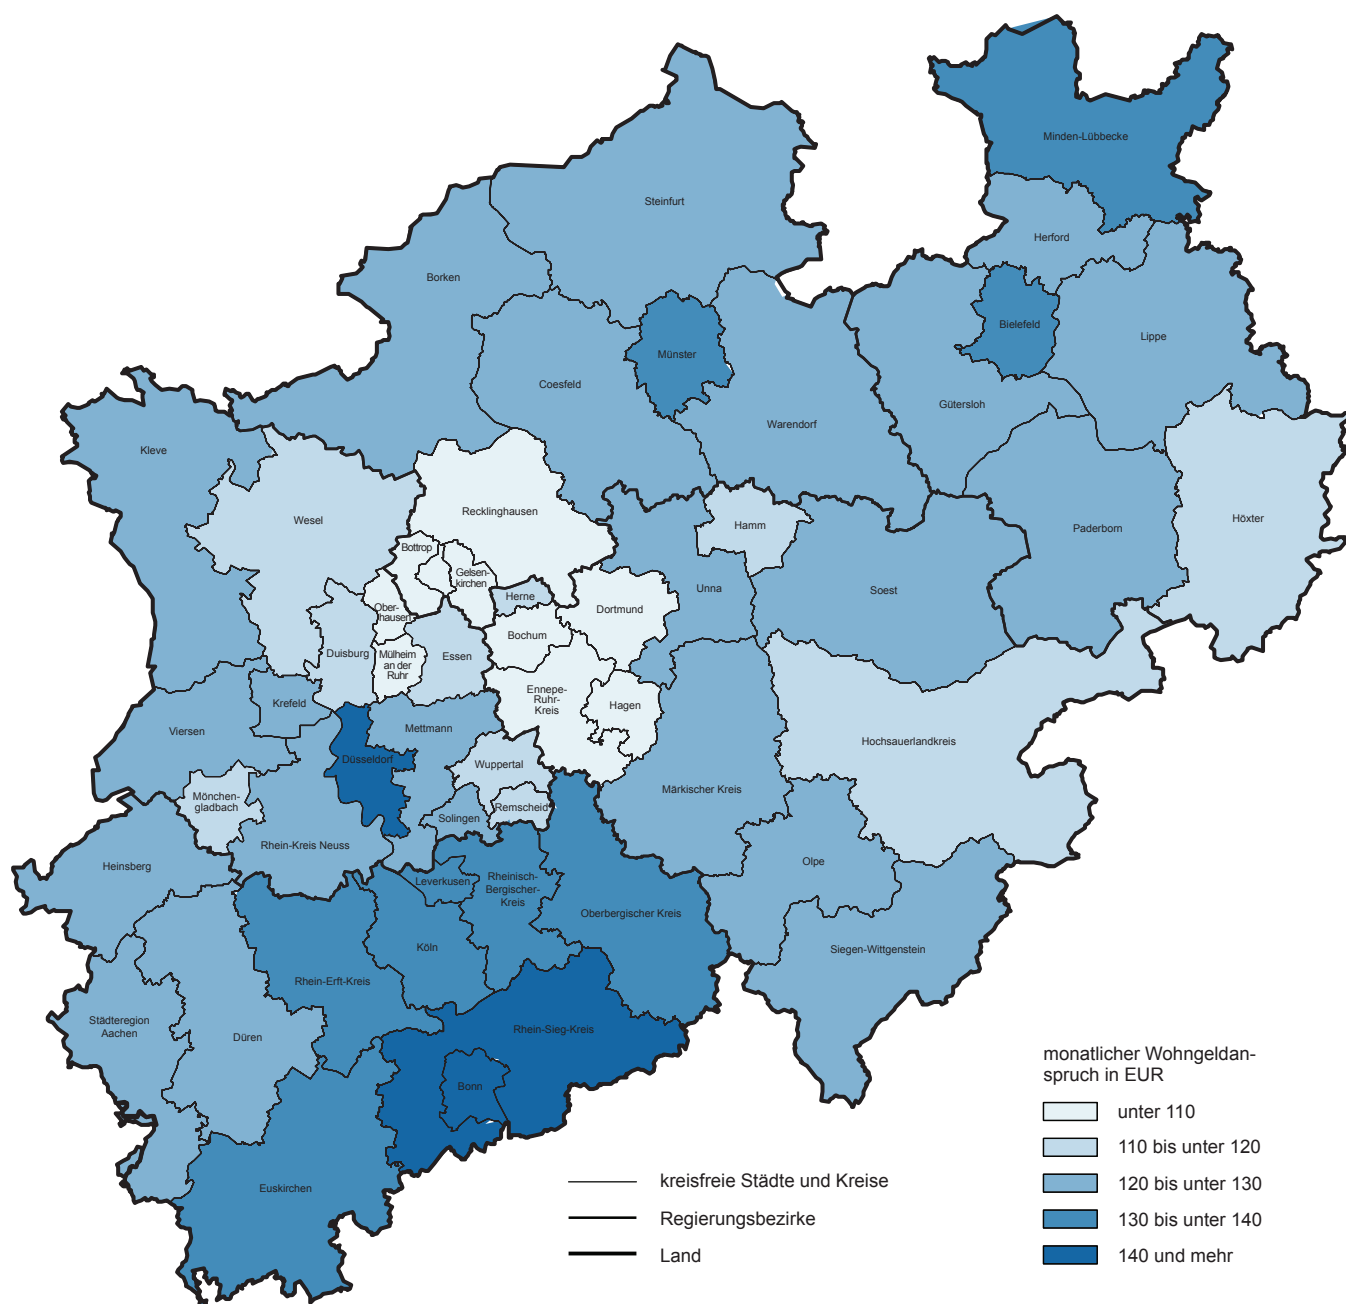 Minden-Lübbecke
Steinfurt
Herford
Borken
Bielefeld
Lippe
Münster
Coesfeld
Gütersloh
Warendorf
Kleve
Wesel
Recklinghausen
Hamm
Höxter
Paderborn
Bottrop
Gelsen-
kirchen
Herne
Unna
Soest
Ober-
hausen
Dortmund
Bochum
Duisburg
Mülheim
an der
Ruhr
Essen
Ennepe-
Ruhr-
Kreis
Hagen
Krefeld
Viersen
Mettmann
Hochsauerlandkreis
Düsseldorf
Wuppertal
Mönchen-
gladbach
Remscheid
Märkischer Kreis
Solingen
Rhein-Kreis Neuss
Heinsberg
Olpe
Leverkusen
Rheinisch-
Bergischer-
Kreis
Oberbergischer Kreis
Köln
Siegen-Wittgenstein
Rhein-Erft-Kreis
Städteregion
Aachen
Düren
Rhein-Sieg-Kreis
Bonn
Euskirchen
monatlicher Wohngeldan-
spruch in EUR
unter 110
110 bis unter 120
120 bis unter 130
130 bis unter 140
140 und mehr
kreisfreie Städte und Kreise
Regierungsbezirke
Land